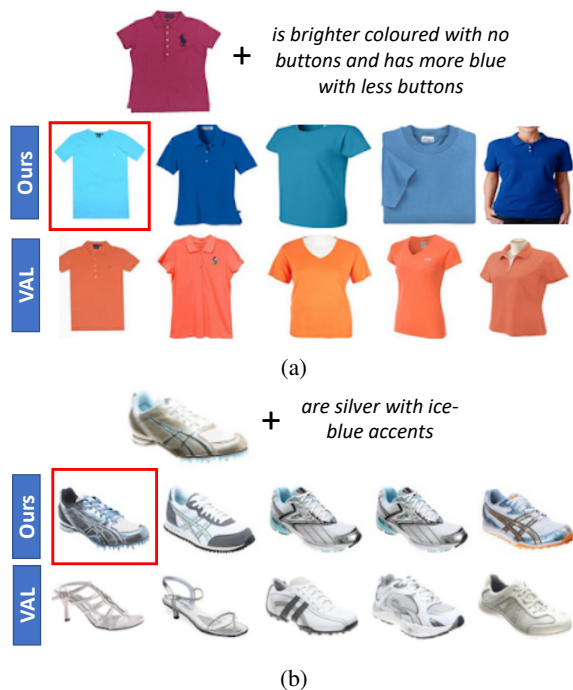 +
is brighter coloured with no
buttons and has more blue
with less buttons
Ours
VAL
(a)
+
are silver with ice-
blue accents
Ours
VAL
(b)